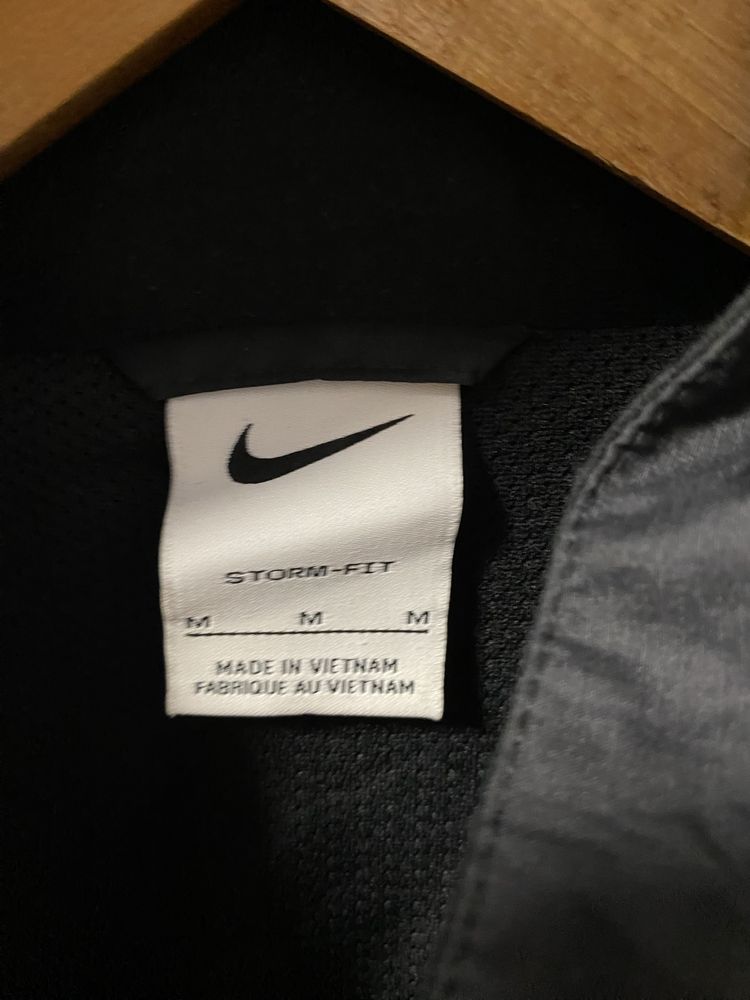 STORM-FIT
M M M
MADE IN VIETNAM
FABRIQUE AU VIETNAM